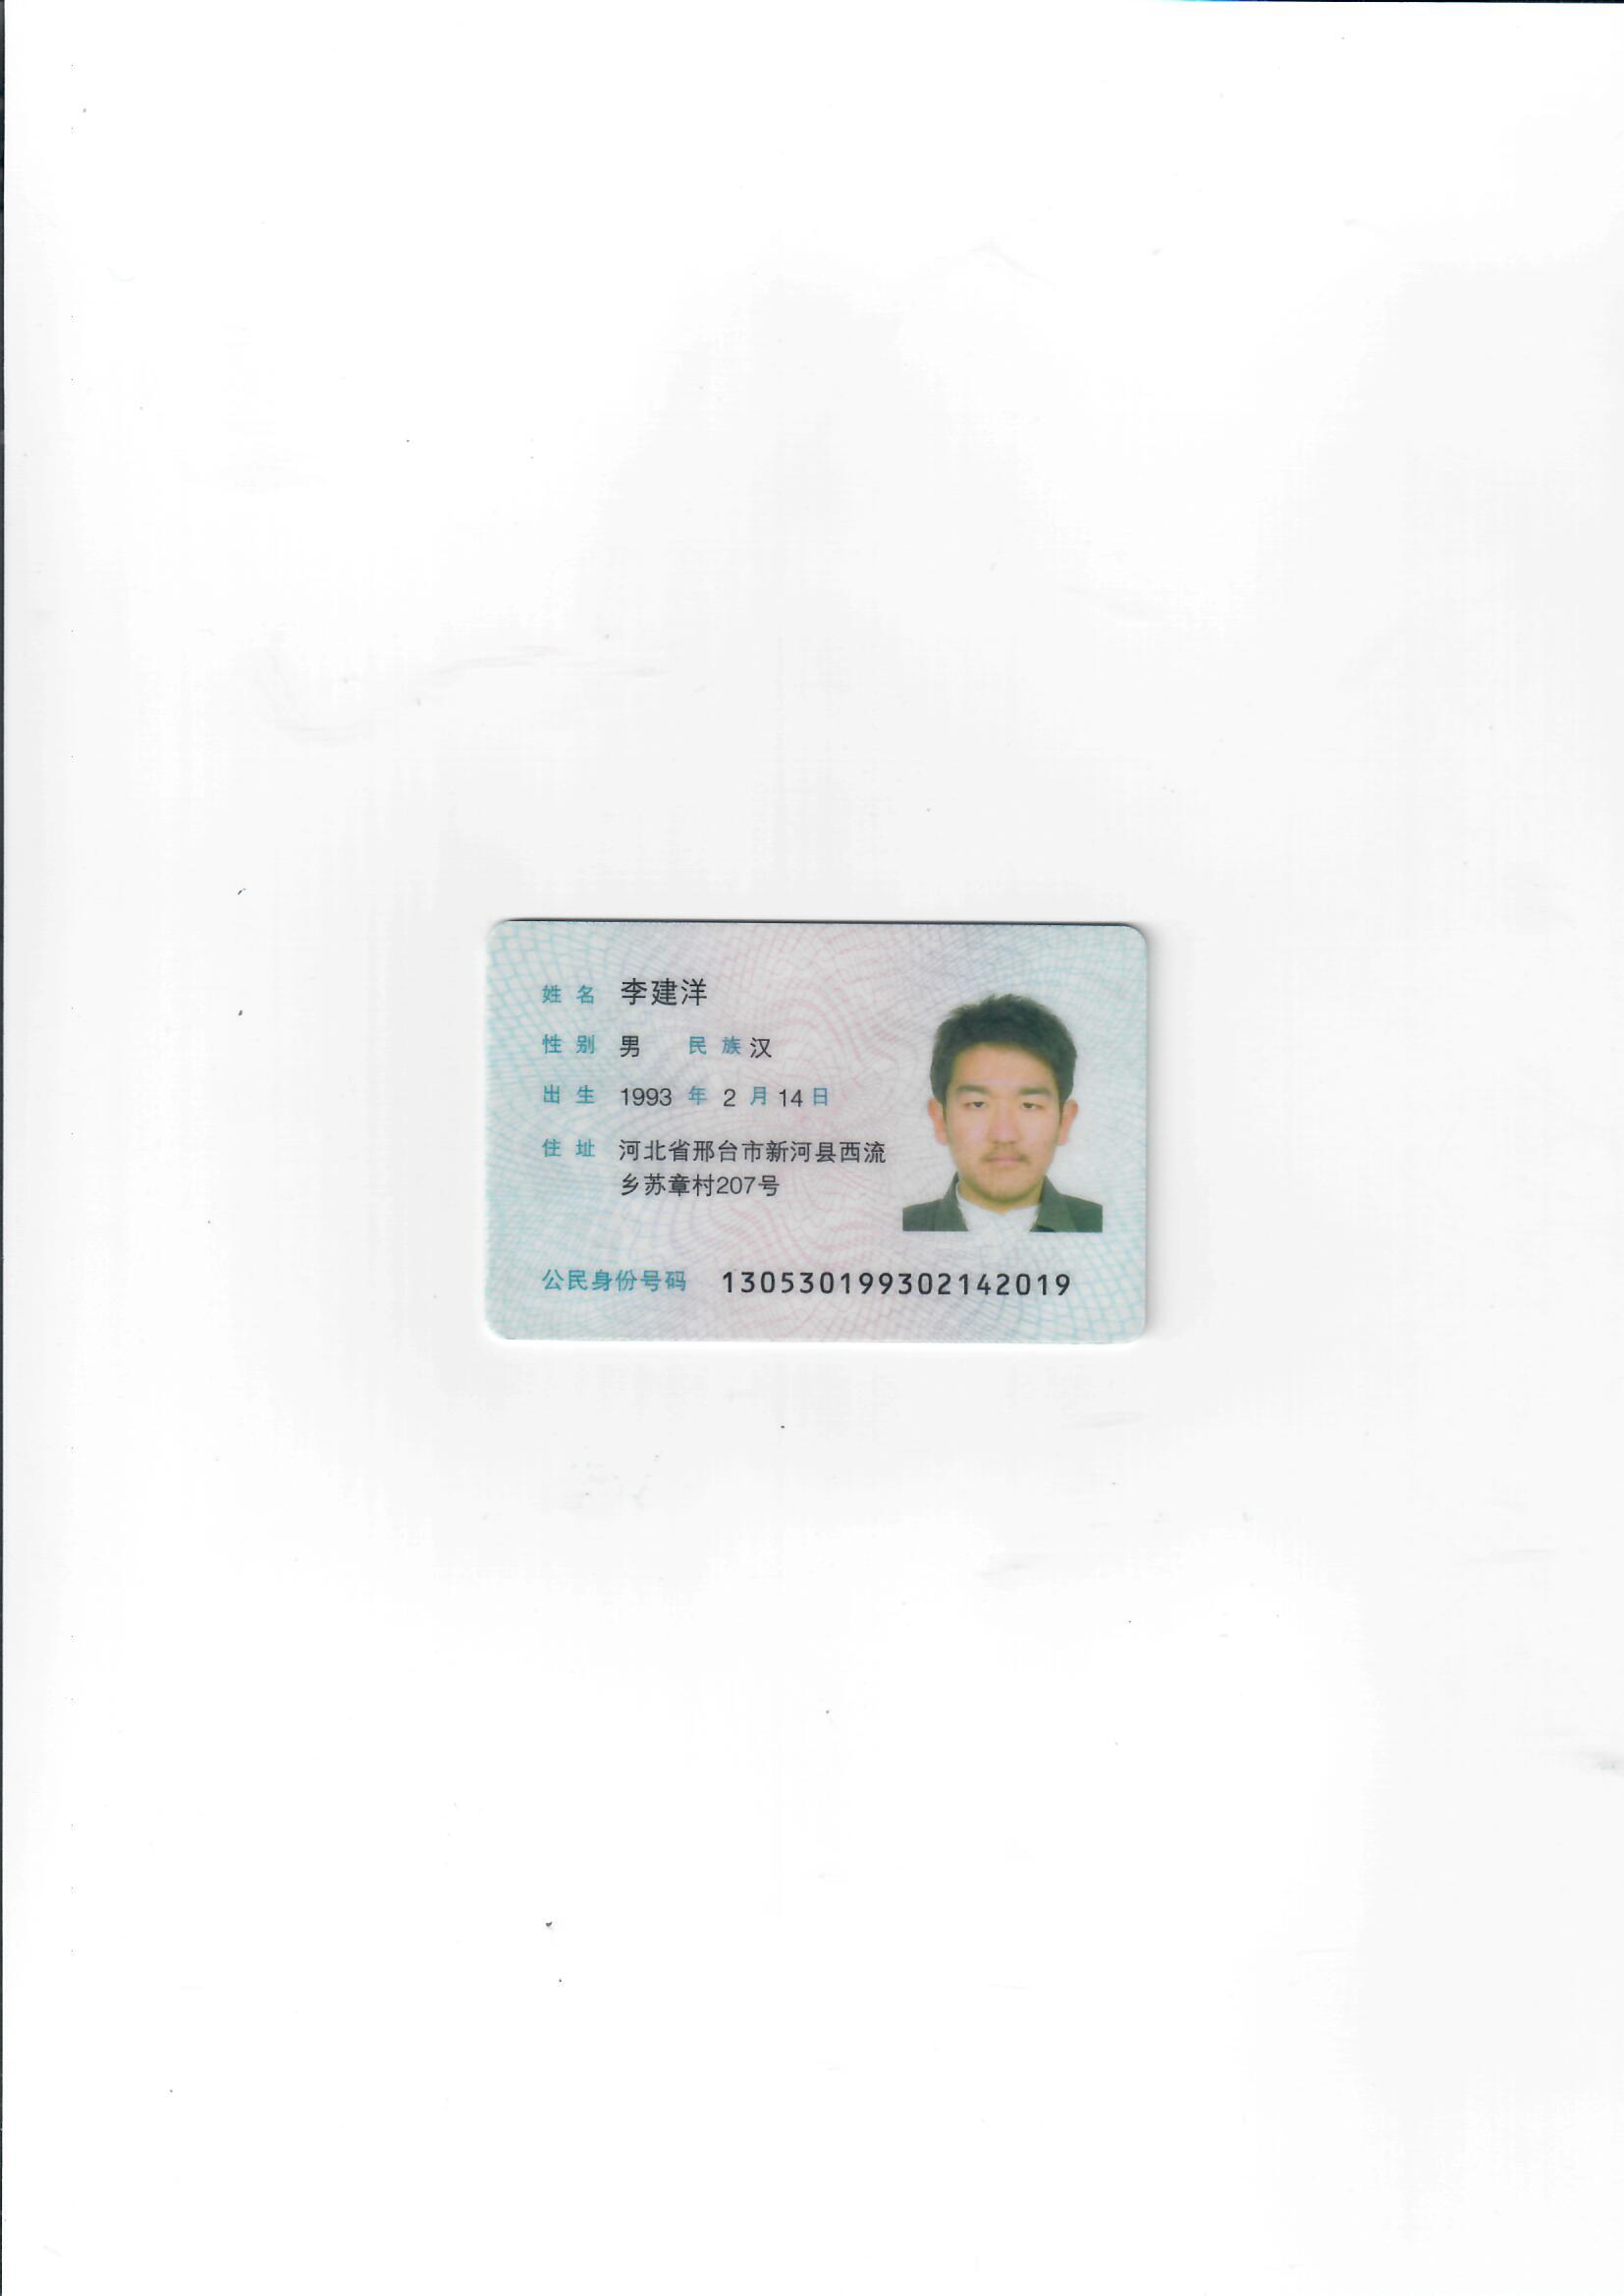 姓名 李建洋
性别 男 民族 汉
出生 1993 年 2 月 14 日
住址 河北省邢台市新河县西流
乡苏章村207号
公民身份号码 130530199302142019